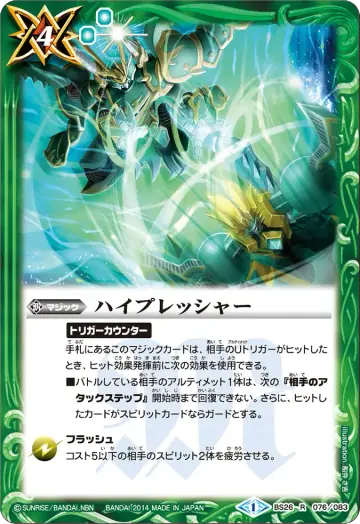 4
マジック ハイプレッシャー
トリガーカウンター
手札にあるこのマジックカードは、相手のUトリガーがヒットしたとき、ヒット効果発揮前に次の効果を使用できる。
■バトルしている相手のアルティメット1体は、次の『相手のアタックステップ』開始時まで回復できない。さらに、ヒットしたカードがスピリットカードならガードとする。
フラッシュ
コスト5以下の相手のスピリット2体を疲労させる。
Illustration
©SUNRISE/BANDAI,NBN BANDAI 2014 MADE IN JAPAN I BS26 R 076/083